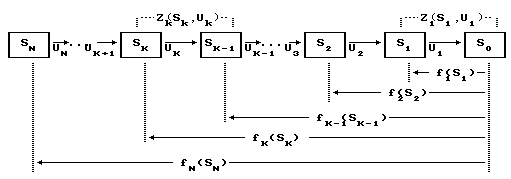 Z_K(S_K,U_K) Z_1(S_1,U_1)
S_N S_K S_K-1 S_2 S_1 S_0
U_N ·· U_K+1 U_K U_K-1 ··· U_3 U_2 U_1
f_1(S_1)
f_2(S_2)
f_K-1(S_K-1)
f_K(S_K)
f_N(S_N)